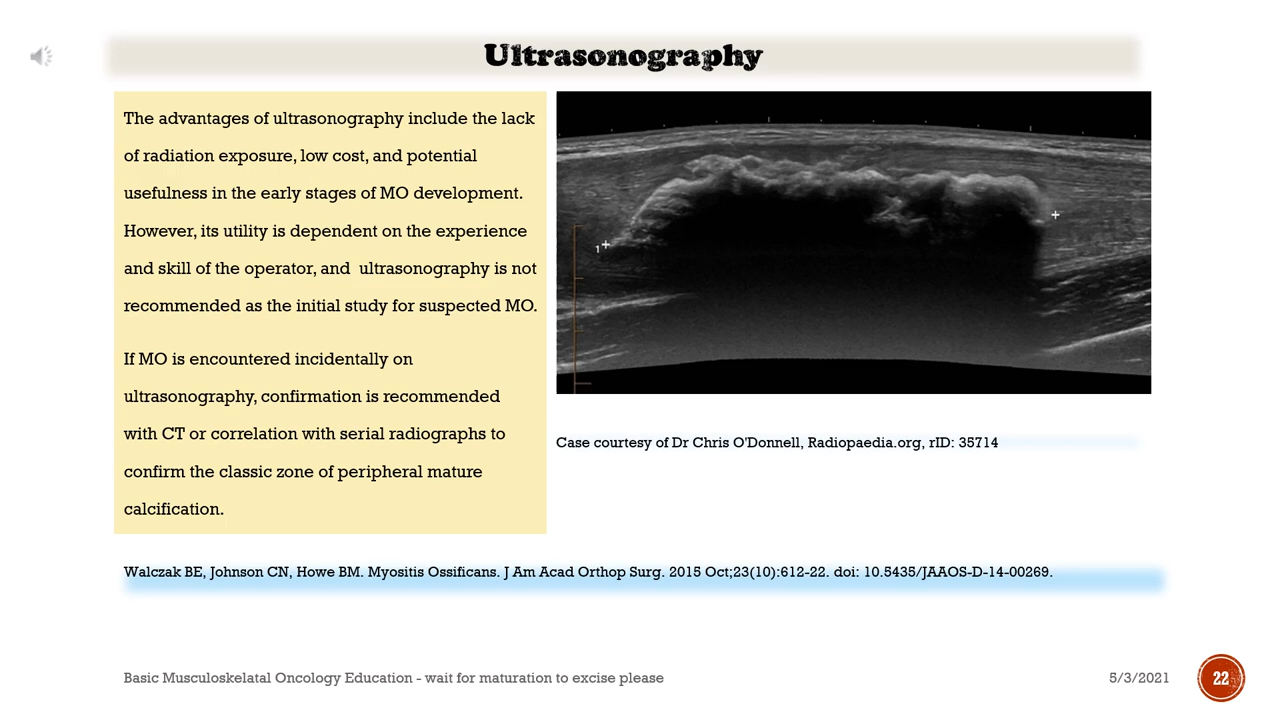 Ultrasonography
The advantages of ultrasonography include the lack
of radiation exposure, low cost, and potential
usefulness in the early stages of MO development.
However, its utility is dependent on the experience
and skill of the operator, and ultrasonography is not
recommended as the initial study for suspected MO.
If MO is encountered incidentally on
ultrasonography, confirmation is recommended
with CT or correlation with serial radiographs to
confirm the classic zone of peripheral mature
calcification.
1
Case courtesy of Dr Chris O'Donnell, Radiopaedia.org, rID: 35714
Walczak BE, Johnson CN, Howe BM. Myositis Ossificans. J Am Acad Orthop Surg. 2015 Oct;23(10):612-22. doi: 10.5435/JAAOS-D-14-00269.
Basic Musculoskelatal Oncology Education - wait for maturation to excise please
5/3/2021
22